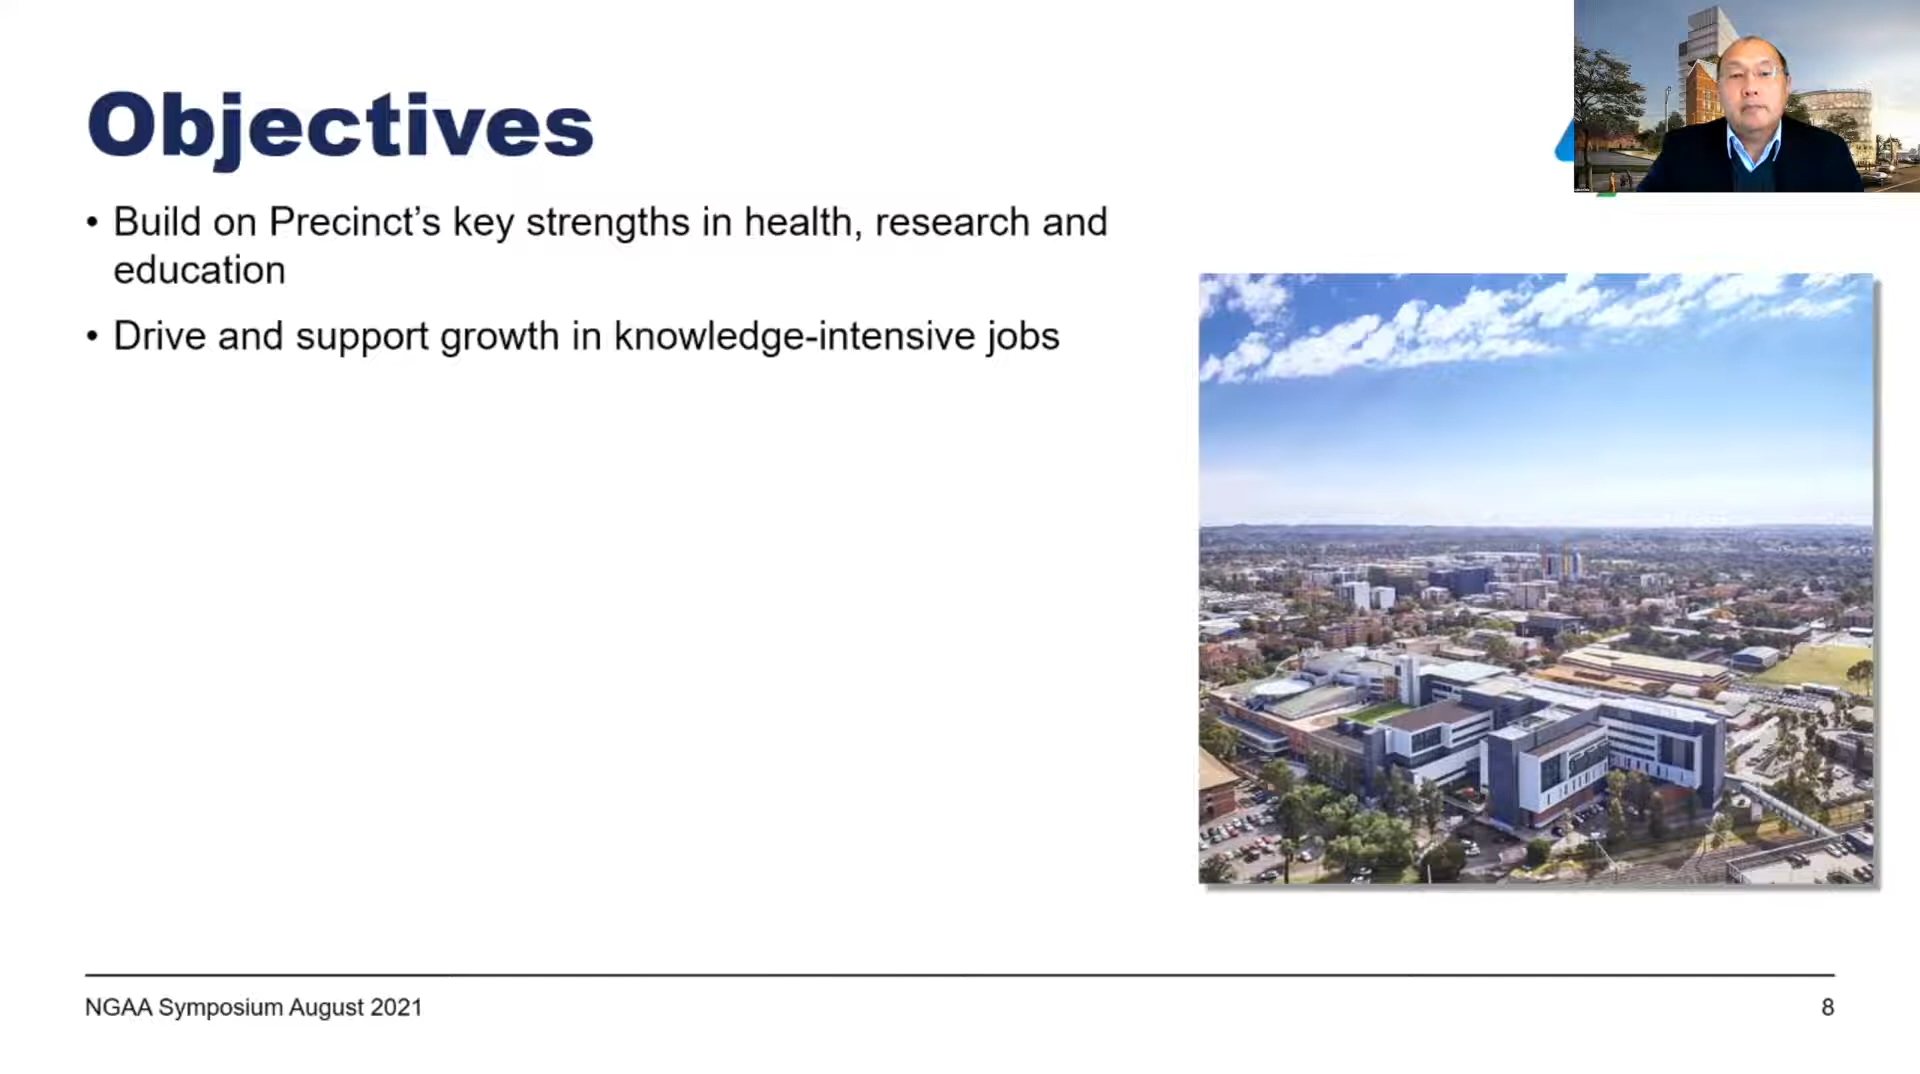 Objectives
• Build on Precinct’s key strengths in health, research and
education
• Drive and support growth in knowledge-intensive jobs
NGAA Symposium August 2021
8